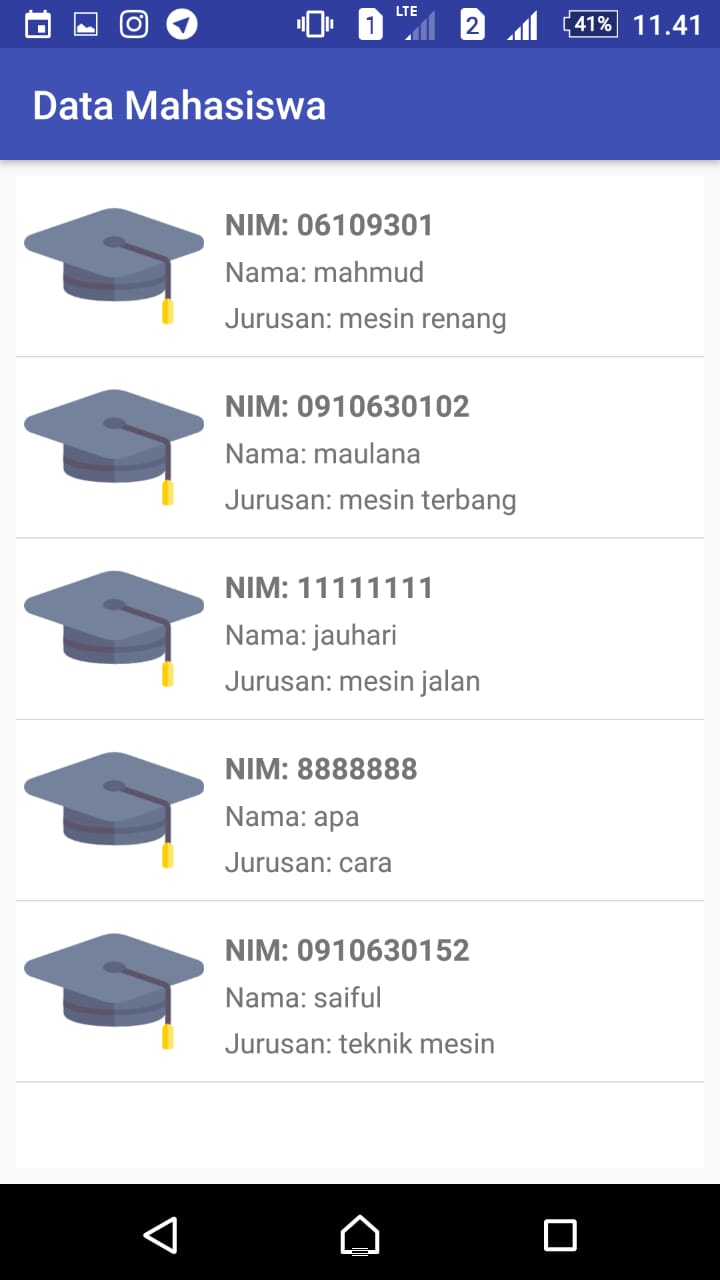 1 LTE 2 41% 11.41
Data Mahasiswa
NIM: 06109301
Nama: mahmud
Jurusan: mesin renang
NIM: 0910630102
Nama: maulana
Jurusan: mesin terbang
NIM: 11111111
Nama: jauhari
Jurusan: mesin jalan
NIM: 8888888
Nama: apa
Jurusan: cara
NIM: 0910630152
Nama: saiful
Jurusan: teknik mesin